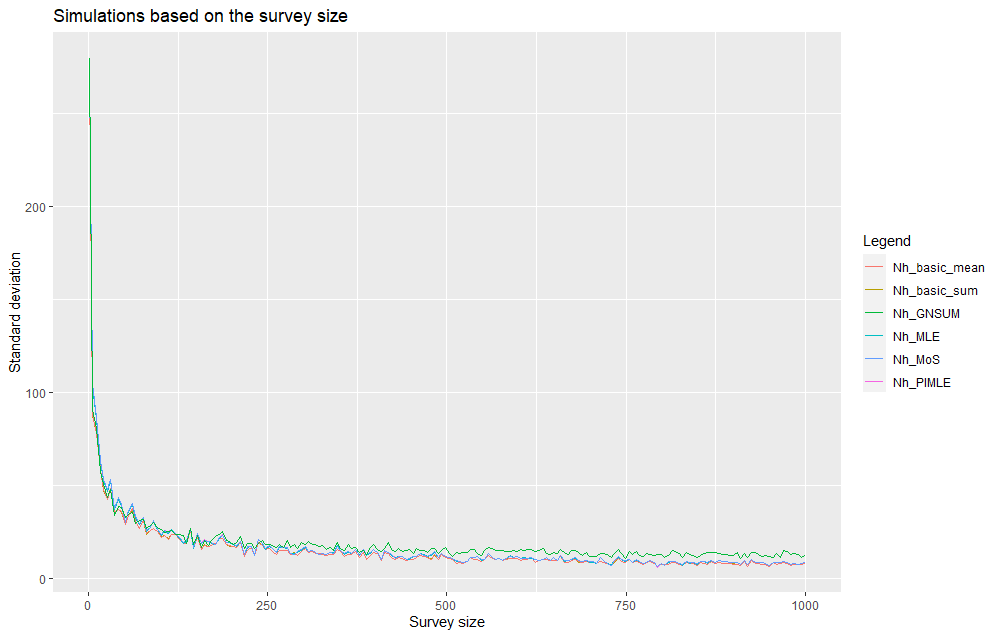 Simulations based on the survey size
Standard deviation
200
100
0
0
250
500
750
1000
Survey size
Legend
Nh_basic_mean
Nh_basic_sum
Nh_GNSUM
Nh_MLE
Nh_MoS
Nh_PIMLE